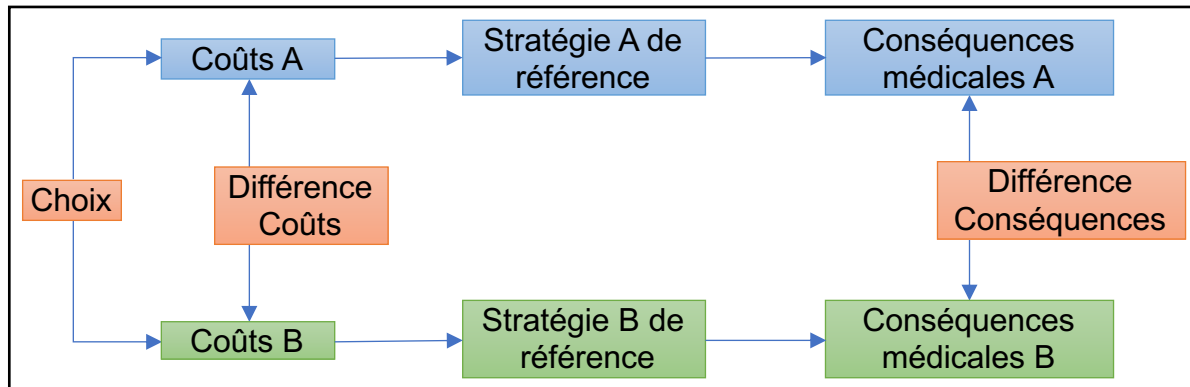 Coûts A
Stratégie A de
référence
Conséquences
médicales A
Choix
Différence
Coûts
Différence
Conséquences
Coûts B
Stratégie B de
référence
Conséquences
médicales B